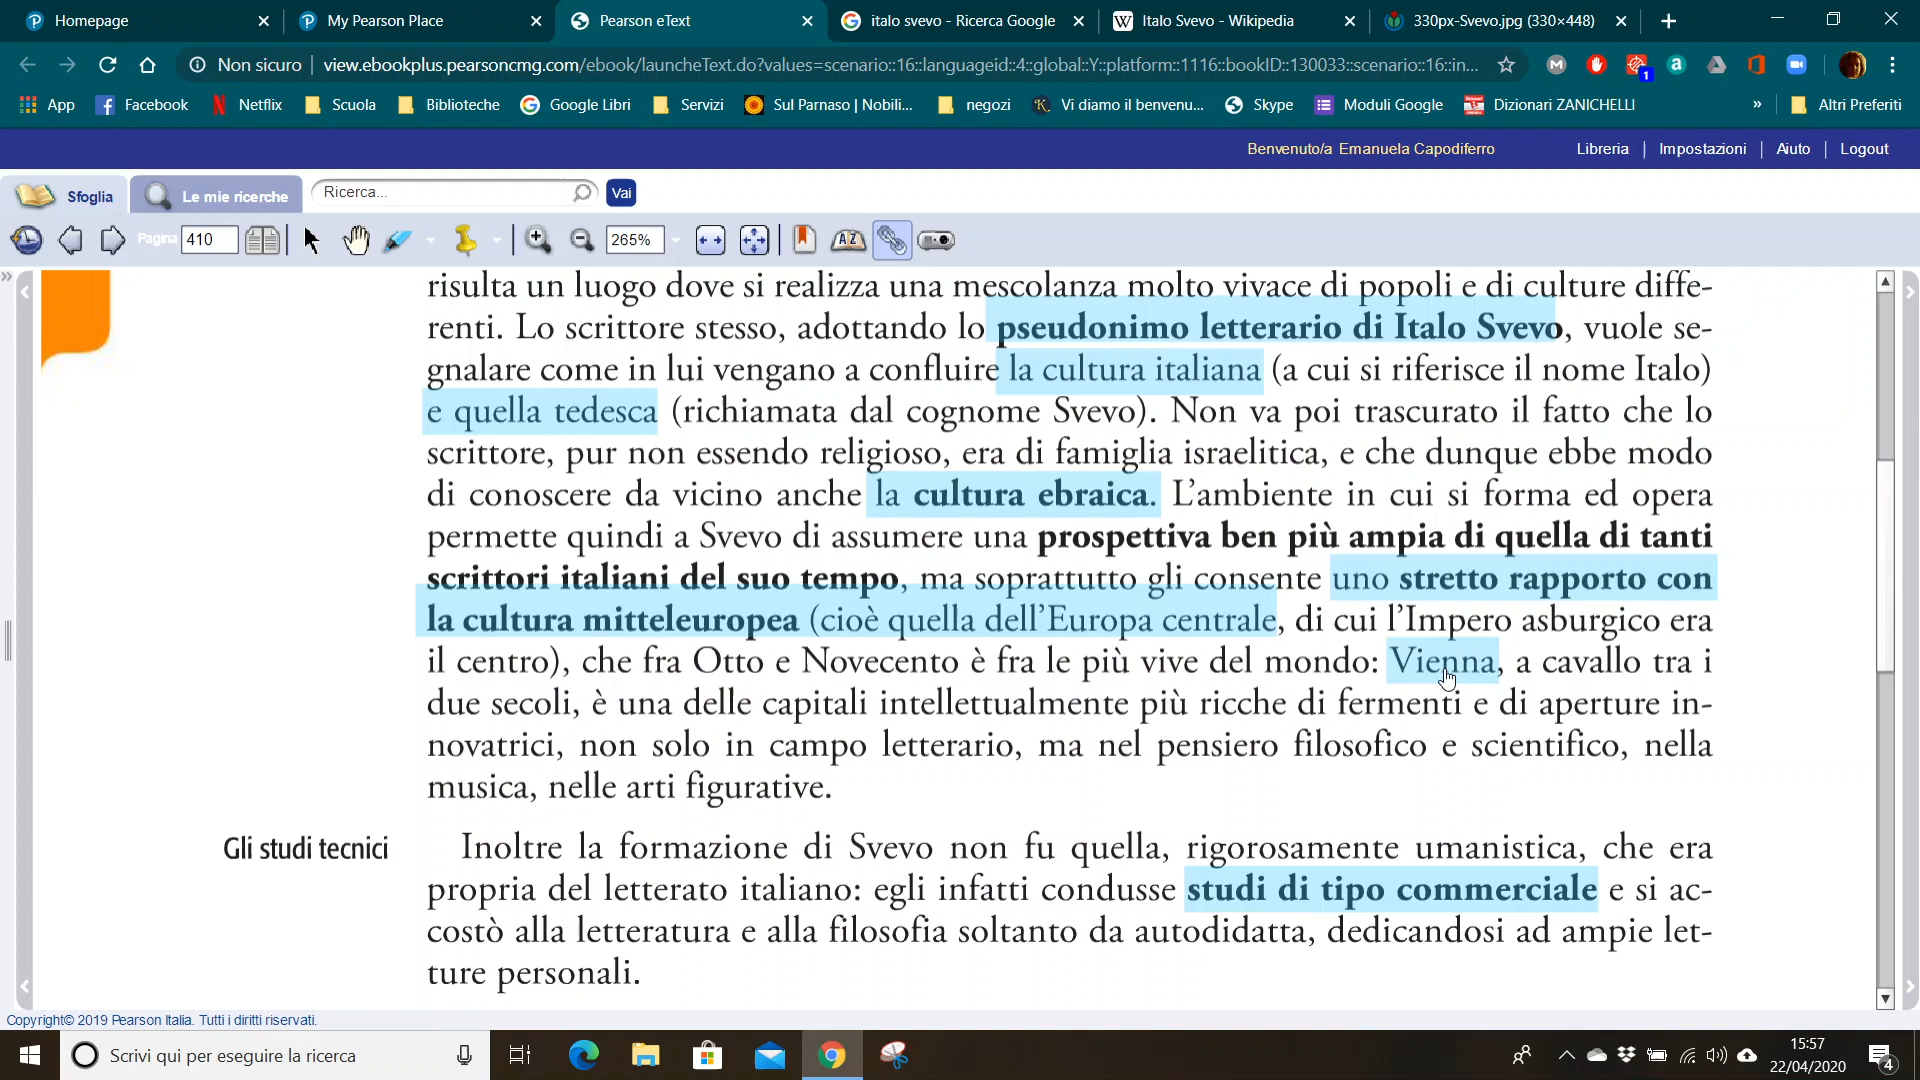 Homepage
My Pearson Place
Pearson eText
italo svevo - Ricerca Google
Italo Svevo - Wikipedia
330px-Svevo.jpg (330×448)
Non sicuro
view.ebookplus.pearsoncmg.com/ebook/launcheText.do?values=scenario::16::languageid::4::global::Y::platform::1116::bookID::130033::scenario::16::in...
1
App
Facebook
Netflix
Scuola
Biblioteche
Google Libri
Servizi
Sul Parnaso | Nobili...
negozi
Vi diamo il benvenu...
Skype
Moduli Google
Dizionari ZANICHELLI
»
Altri Preferiti
Benvenuto/a Emanuela Capodiferro
Libreria | Impostazioni | Aiuto | Logout
Sfoglia
Le mie ricerche
Ricerca...
Vai
Pagina 410
265%
AZ
risulta un luogo dove si realizza una mescolanza molto vivace di popoli e di culture diffe-
renti. Lo scrittore stesso, adottando lo pseudonimo letterario di Italo Svevo, vuole se-
gnalare come in lui vengano a confluire la cultura italiana (a cui si riferisce il nome Italo)
e quella tedesca (richiamata dal cognome Svevo). Non va poi trascurato il fatto che lo
scrittore, pur non essendo religioso, era di famiglia israelitica, e che dunque ebbe modo
di conoscere da vicino anche la cultura ebraica. L'ambiente in cui si forma ed opera
permette quindi a Svevo di assumere una prospettiva ben più ampia di quella di tanti
scrittori italiani del suo tempo, ma soprattutto gli consente uno stretto rapporto con
la cultura mitteleuropea (cioè quella dell'Europa centrale, di cui l'Impero asburgico era
il centro), che fra Otto e Novecento è fra le più vive del mondo: Vienna, a cavallo tra i
due secoli, è una delle capitali intellettualmente più ricche di fermenti e di aperture in-
novatrici, non solo in campo letterario, ma nel pensiero filosofico e scientifico, nella
musica, nelle arti figurative.
Gli studi tecnici
Inoltre la formazione di Svevo non fu quella, rigorosamente umanistica, che era
propria del letterato italiano: egli infatti condusse studi di tipo commerciale e si ac-
costò alla letteratura e alla filosofia soltanto da autodidatta, dedicandosi ad ampie let-
ture personali.
Copyright© 2019 Pearson Italia. Tutti i diritti riservati.
Scrivi qui per eseguire la ricerca
15:57
22/04/2020
4